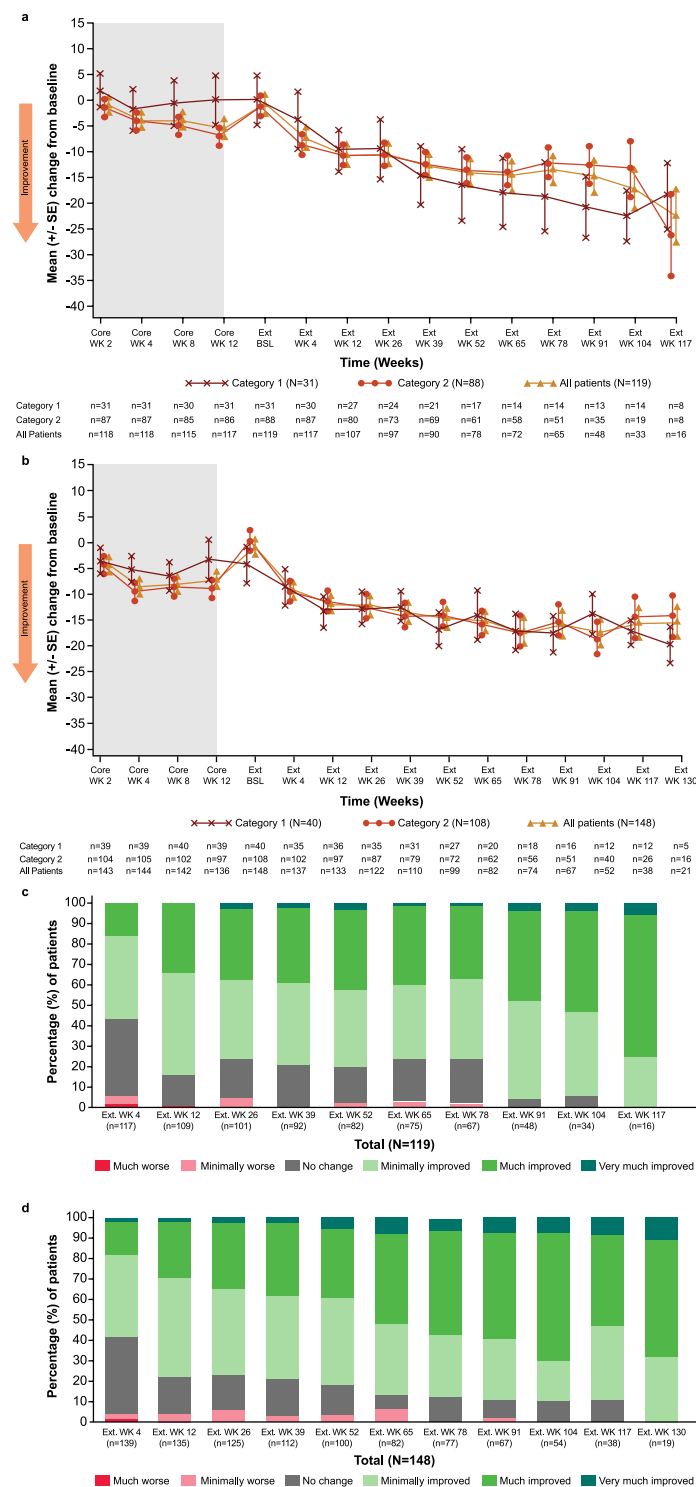 a
15
10
5
0
-5
-10
-15
-20
-25
-30
-35
-40
Improvement
Mean (+/- SE) change from baseline
Core WK 2
Core WK 4
Core WK 8
Core WK 12
Ext BSL
Ext WK 4
Ext WK 12
Ext WK 26
Ext WK 39
Ext WK 52
Ext WK 65
Ext WK 78
Ext WK 91
Ext WK 104
Ext WK 117
Time (Weeks)
Category 1 (N=31) Category 2 (N=88) All patients (N=119)
Category 1 n=31 n=31 n=30 n=31 n=31 n=30 n=27 n=24 n=21 n=17 n=14 n=14 n=13 n=14 n=8
Category 2 n=87 n=87 n=85 n=86 n=88 n=87 n=80 n=73 n=69 n=61 n=58 n=51 n=35 n=19 n=8
All Patients n=118 n=118 n=115 n=117 n=119 n=117 n=107 n=97 n=90 n=78 n=72 n=65 n=48 n=33 n=16
b
15
10
5
0
-5
-10
-15
-20
-25
-30
-35
-40
Improvement
Mean (+/- SE) change from baseline
Core WK 2
Core WK 4
Core WK 8
Core WK 12
Ext BSL
Ext WK 4
Ext WK 12
Ext WK 26
Ext WK 39
Ext WK 52
Ext WK 65
Ext WK 78
Ext WK 91
Ext WK 104
Ext WK 117
Ext WK 130
Time (Weeks)
Category 1 (N=40) Category 2 (N=108) All patients (N=148)
Category 1 n=39 n=39 n=40 n=39 n=40 n=35 n=36 n=35 n=31 n=27 n=20 n=18 n=16 n=12 n=12 n=5
Category 2 n=104 n=105 n=102 n=97 n=108 n=102 n=97 n=87 n=79 n=72 n=62 n=56 n=51 n=40 n=26 n=16
All Patients n=143 n=144 n=142 n=136 n=148 n=137 n=133 n=122 n=110 n=99 n=82 n=74 n=67 n=52 n=38 n=21
c
100
90
80
70
60
50
40
30
20
10
0
Percentage (%) of patients
Ext. WK 4 Ext. WK 12 Ext. WK 26 Ext. WK 39 Ext. WK 52 Ext. WK 65 Ext. WK 78 Ext. WK 91 Ext. WK 104 Ext. WK 117
(n=117) (n=109) (n=101) (n=92) (n=82) (n=75) (n=67) (n=48) (n=34) (n=16)
Total (N=119)
Much worse Minimally worse No change Minimally improved Much improved Very much improved
d
100
90
80
70
60
50
40
30
20
10
0
Percentage (%) of patients
Ext. WK 4 Ext. WK 12 Ext. WK 26 Ext. WK 39 Ext. WK 52 Ext. WK 65 Ext. WK 78 Ext. WK 91 Ext. WK 104 Ext. WK 117 Ext. WK 130
(n=139) (n=135) (n=125) (n=112) (n=100) (n=82) (n=77) (n=67) (n=54) (n=38) (n=19)
Total (N=148)
Much worse Minimally worse No change Minimally improved Much improved Very much improved